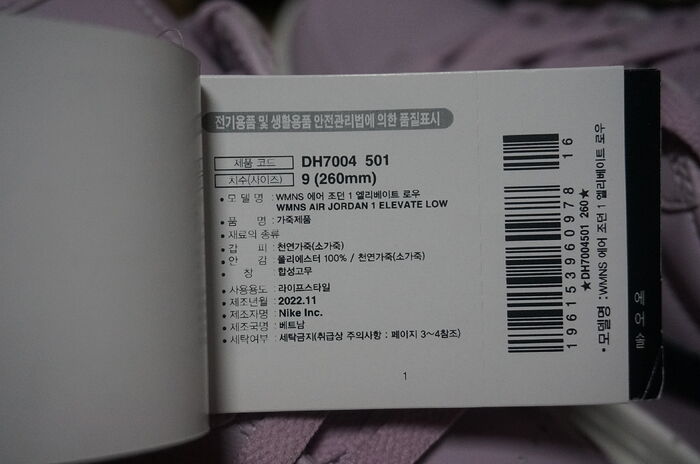 전기용품 및 생활용품 안전관리법에 의한 품질표시
제품 코드 DH7004 501
치수(사이즈) 9 (260mm)
• 모 델 명 : WMNS 에어 조던 1 엘리베이트 로우
WMNS AIR JORDAN 1 ELEVATE LOW
• 품 명 : 가죽제품
• 재료의 종류
• 갑 피 : 천연가죽(소가죽)
• 안 감 : 폴리에스터 100% / 천연가죽(소가죽)
• 창 : 합성고무
• 사용용도 : 라이프스타일
• 제조년월 : 2022.11
• 제조자명 : Nike Inc.
• 제조국명 : 베트남
• 세탁여부 : 세탁금지(취급상 주의사항 : 페이지 3~4참조)
1
196153960978 16
★DH7004501 260★
• 모델명 : WMNS 에어 조던 1 엘리베이트 로우
에어솔